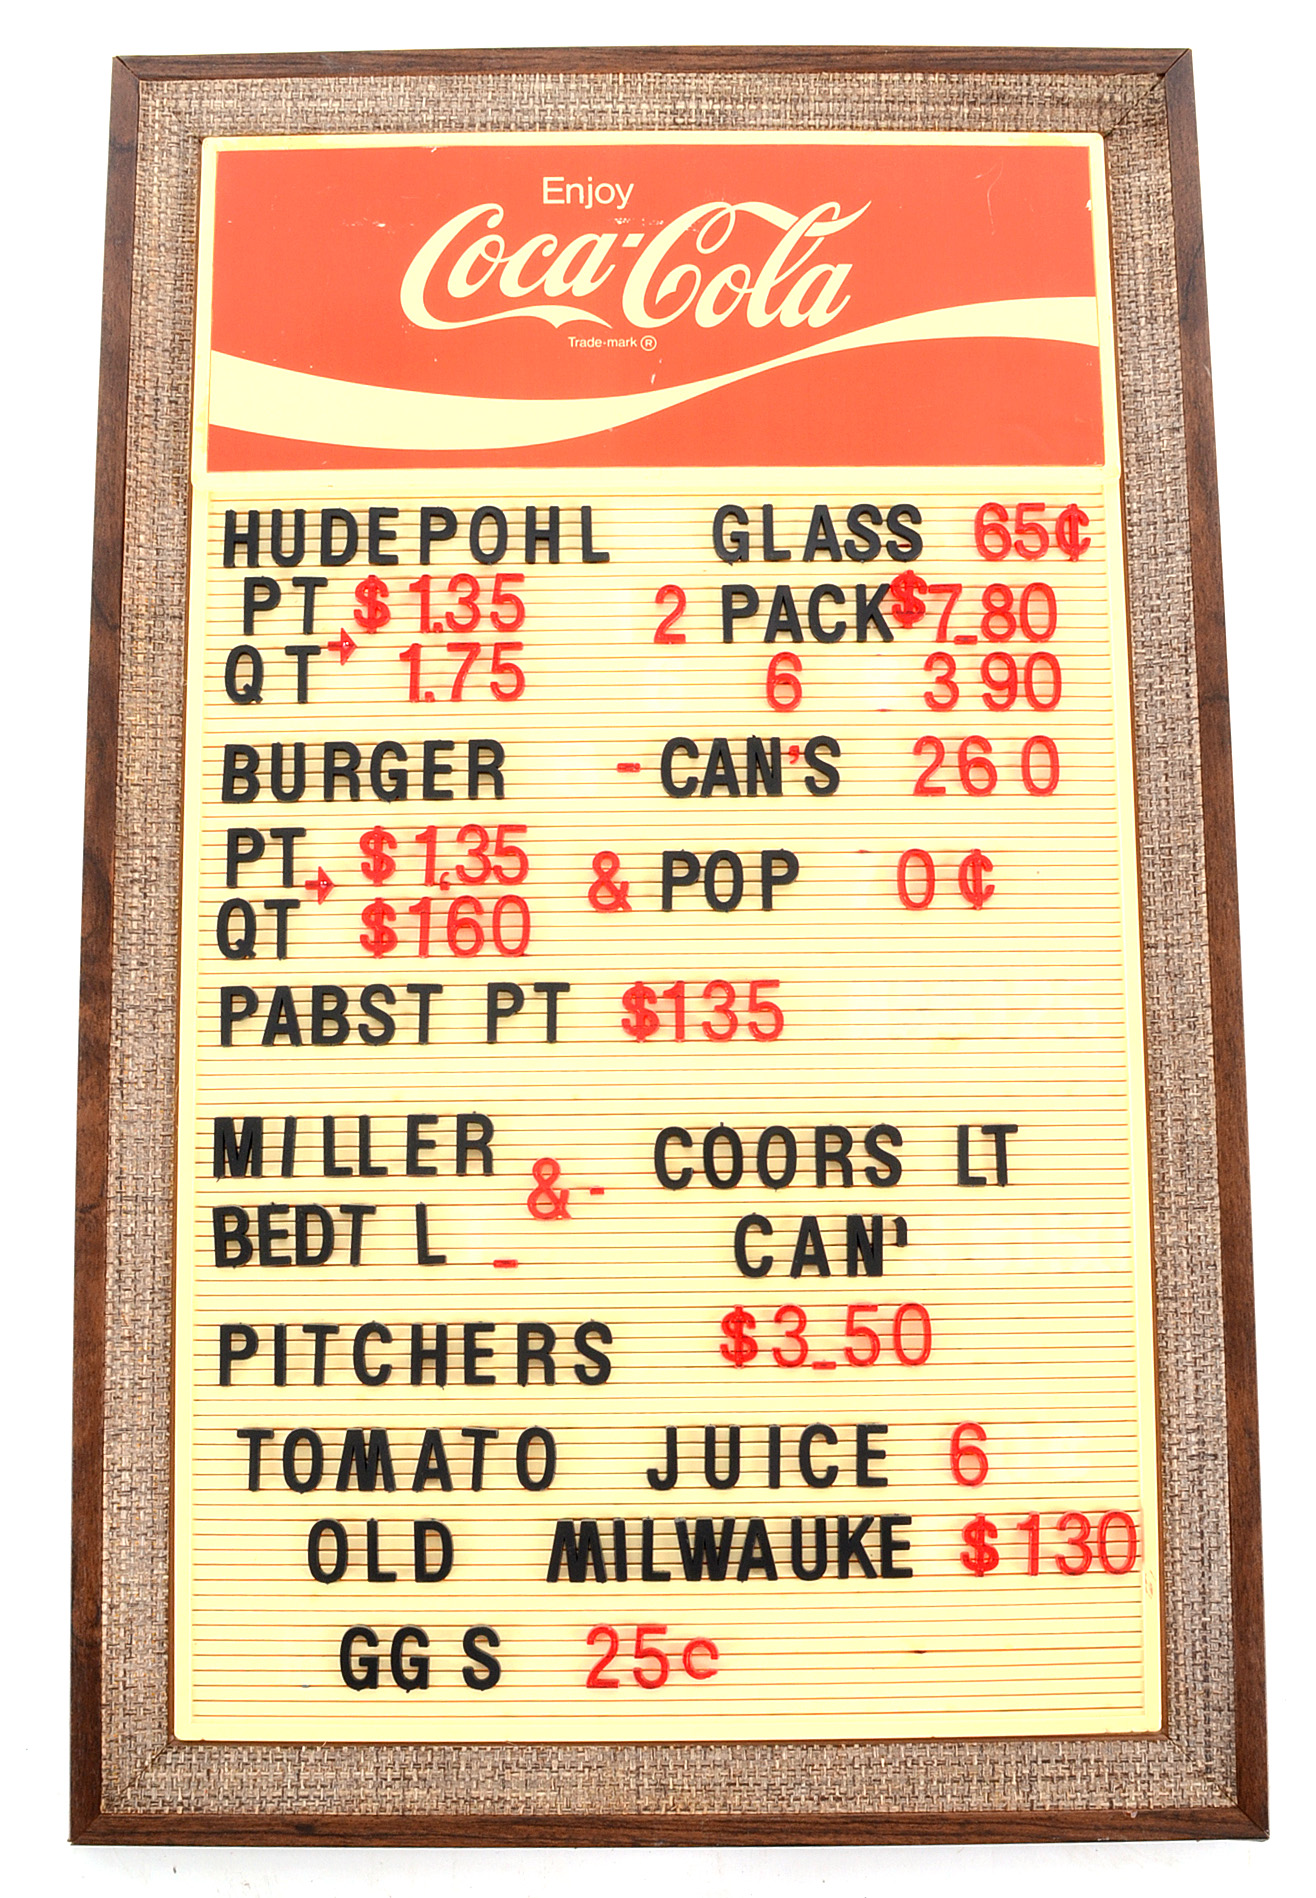 Enjoy
Coca-Cola
Trade-mark ®
HUDEPOHL GLASS 65¢
PT $1.35 2 PACK $7.80
QT 1.75 6 3 90
BURGER - CAN'S 260
PT $1.35 & POP 0¢
QT $160
PABST PT $135
MILLER & - COORS LT
BEDT L - CAN'
PITCHERS $3.50
TOMATO JUICE 6
OLD MILWAUKE $130
GG S 25c